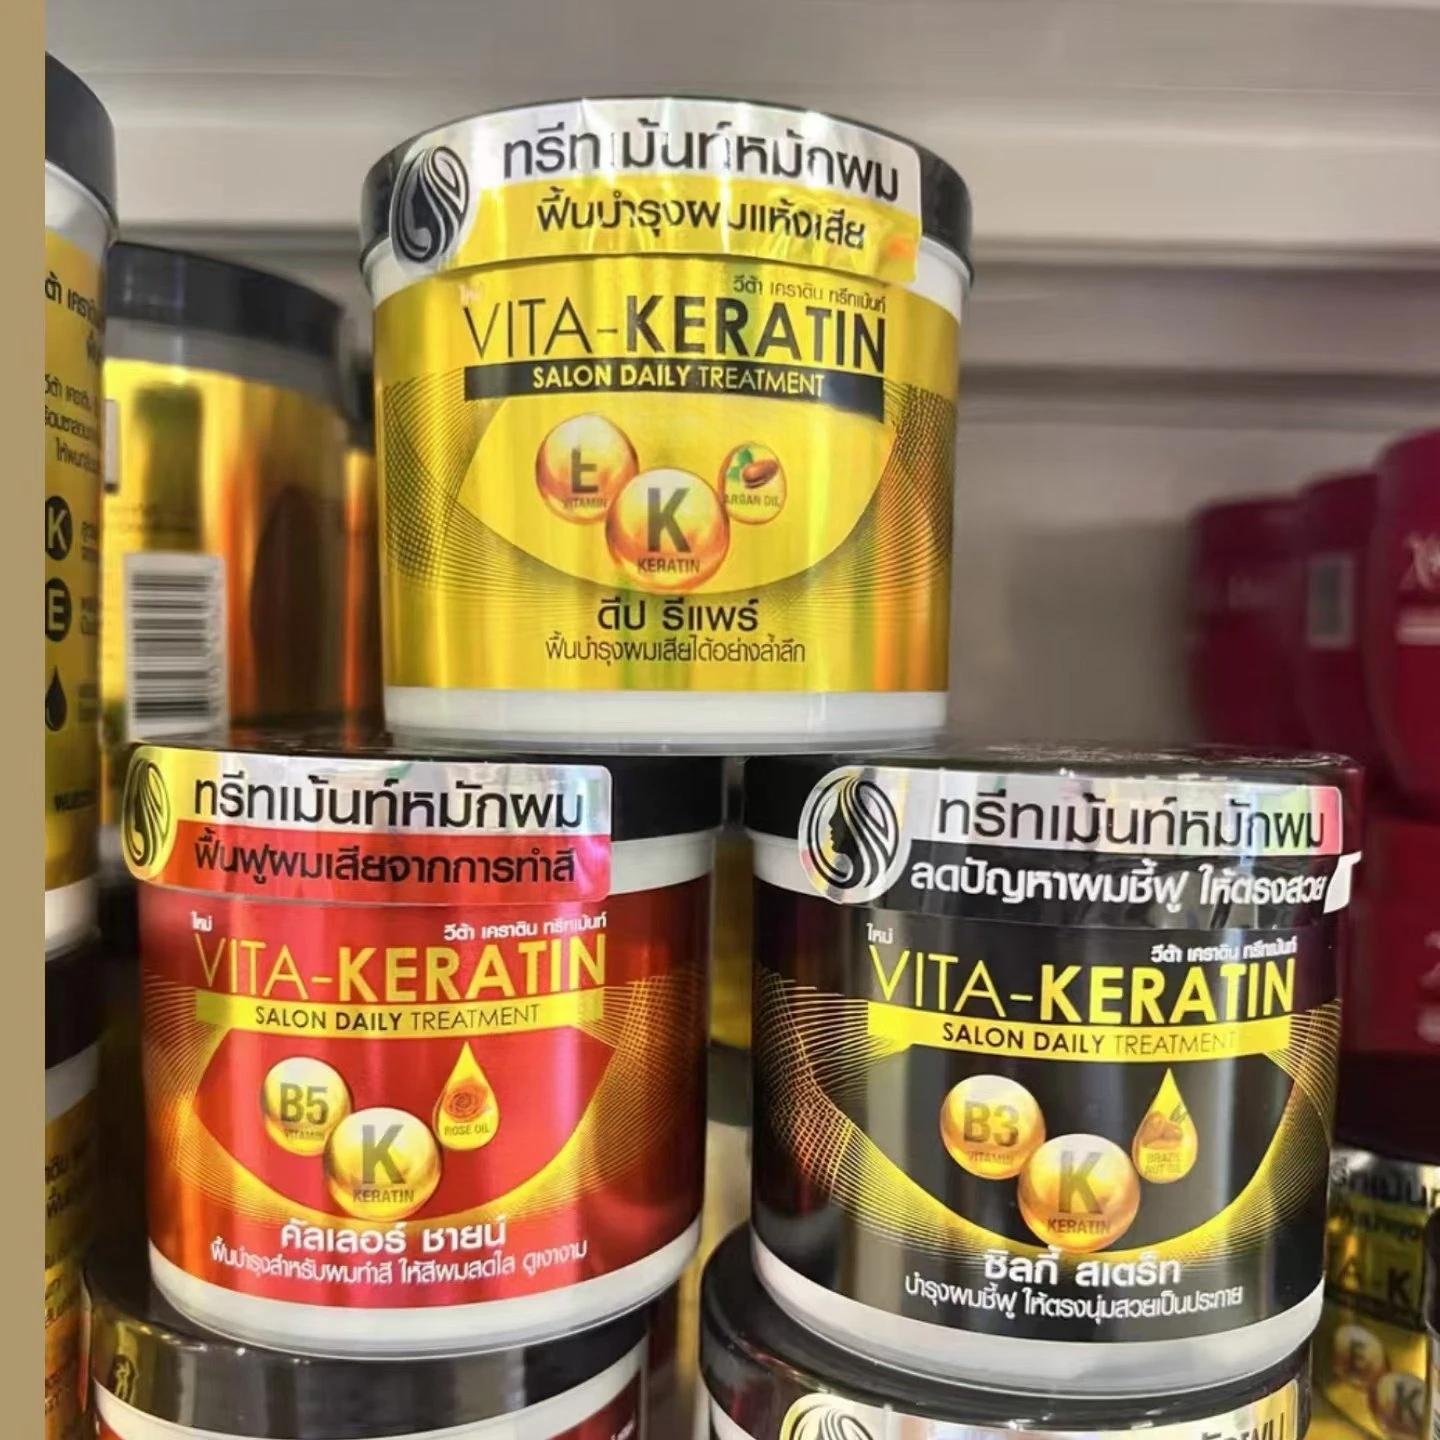 ทรีทเม้นท์หมักผม
ฟื้นบำรุงผมแห้งเสีย
ใหม่
วีต้า เคราติน ทรีทเม้นท์
VITA-KERATIN
SALON DAILY TREATMENT
E
VITAMIN
K
KERATIN
ARGAN OIL
ดีป รีแพร์
ฟื้นบำรุงผมเสียได้อย่างล้ำลึก
ทรีทเม้นท์หมักผม
ฟื้นฟูผมเสียจากการทำสี
ใหม่
วีต้า เคราติน ทรีทเม้นท์
VITA-KERATIN
SALON DAILY TREATMENT
B5
VITAMIN
K
KERATIN
ROSE OIL
คัลเลอร์ ชายน์
ฟื้นบำรุงสำหรับผมทำสี ให้สีผมสดใส ดูเงางาม
ทรีทเม้นท์หมักผม
ลดปัญหาผมชี้ฟู ให้ตรงสวย
ใหม่
วีต้า เคราติน ทรีทเม้นท์
VITA-KERATIN
SALON DAILY TREATMENT
B3
VITAMIN
K
KERATIN
ซิลกี้ สเตร็ท
บำรุงผมชี้ฟู ให้ตรงนุ่มสวยเป็นประกาย
K
E
E
K